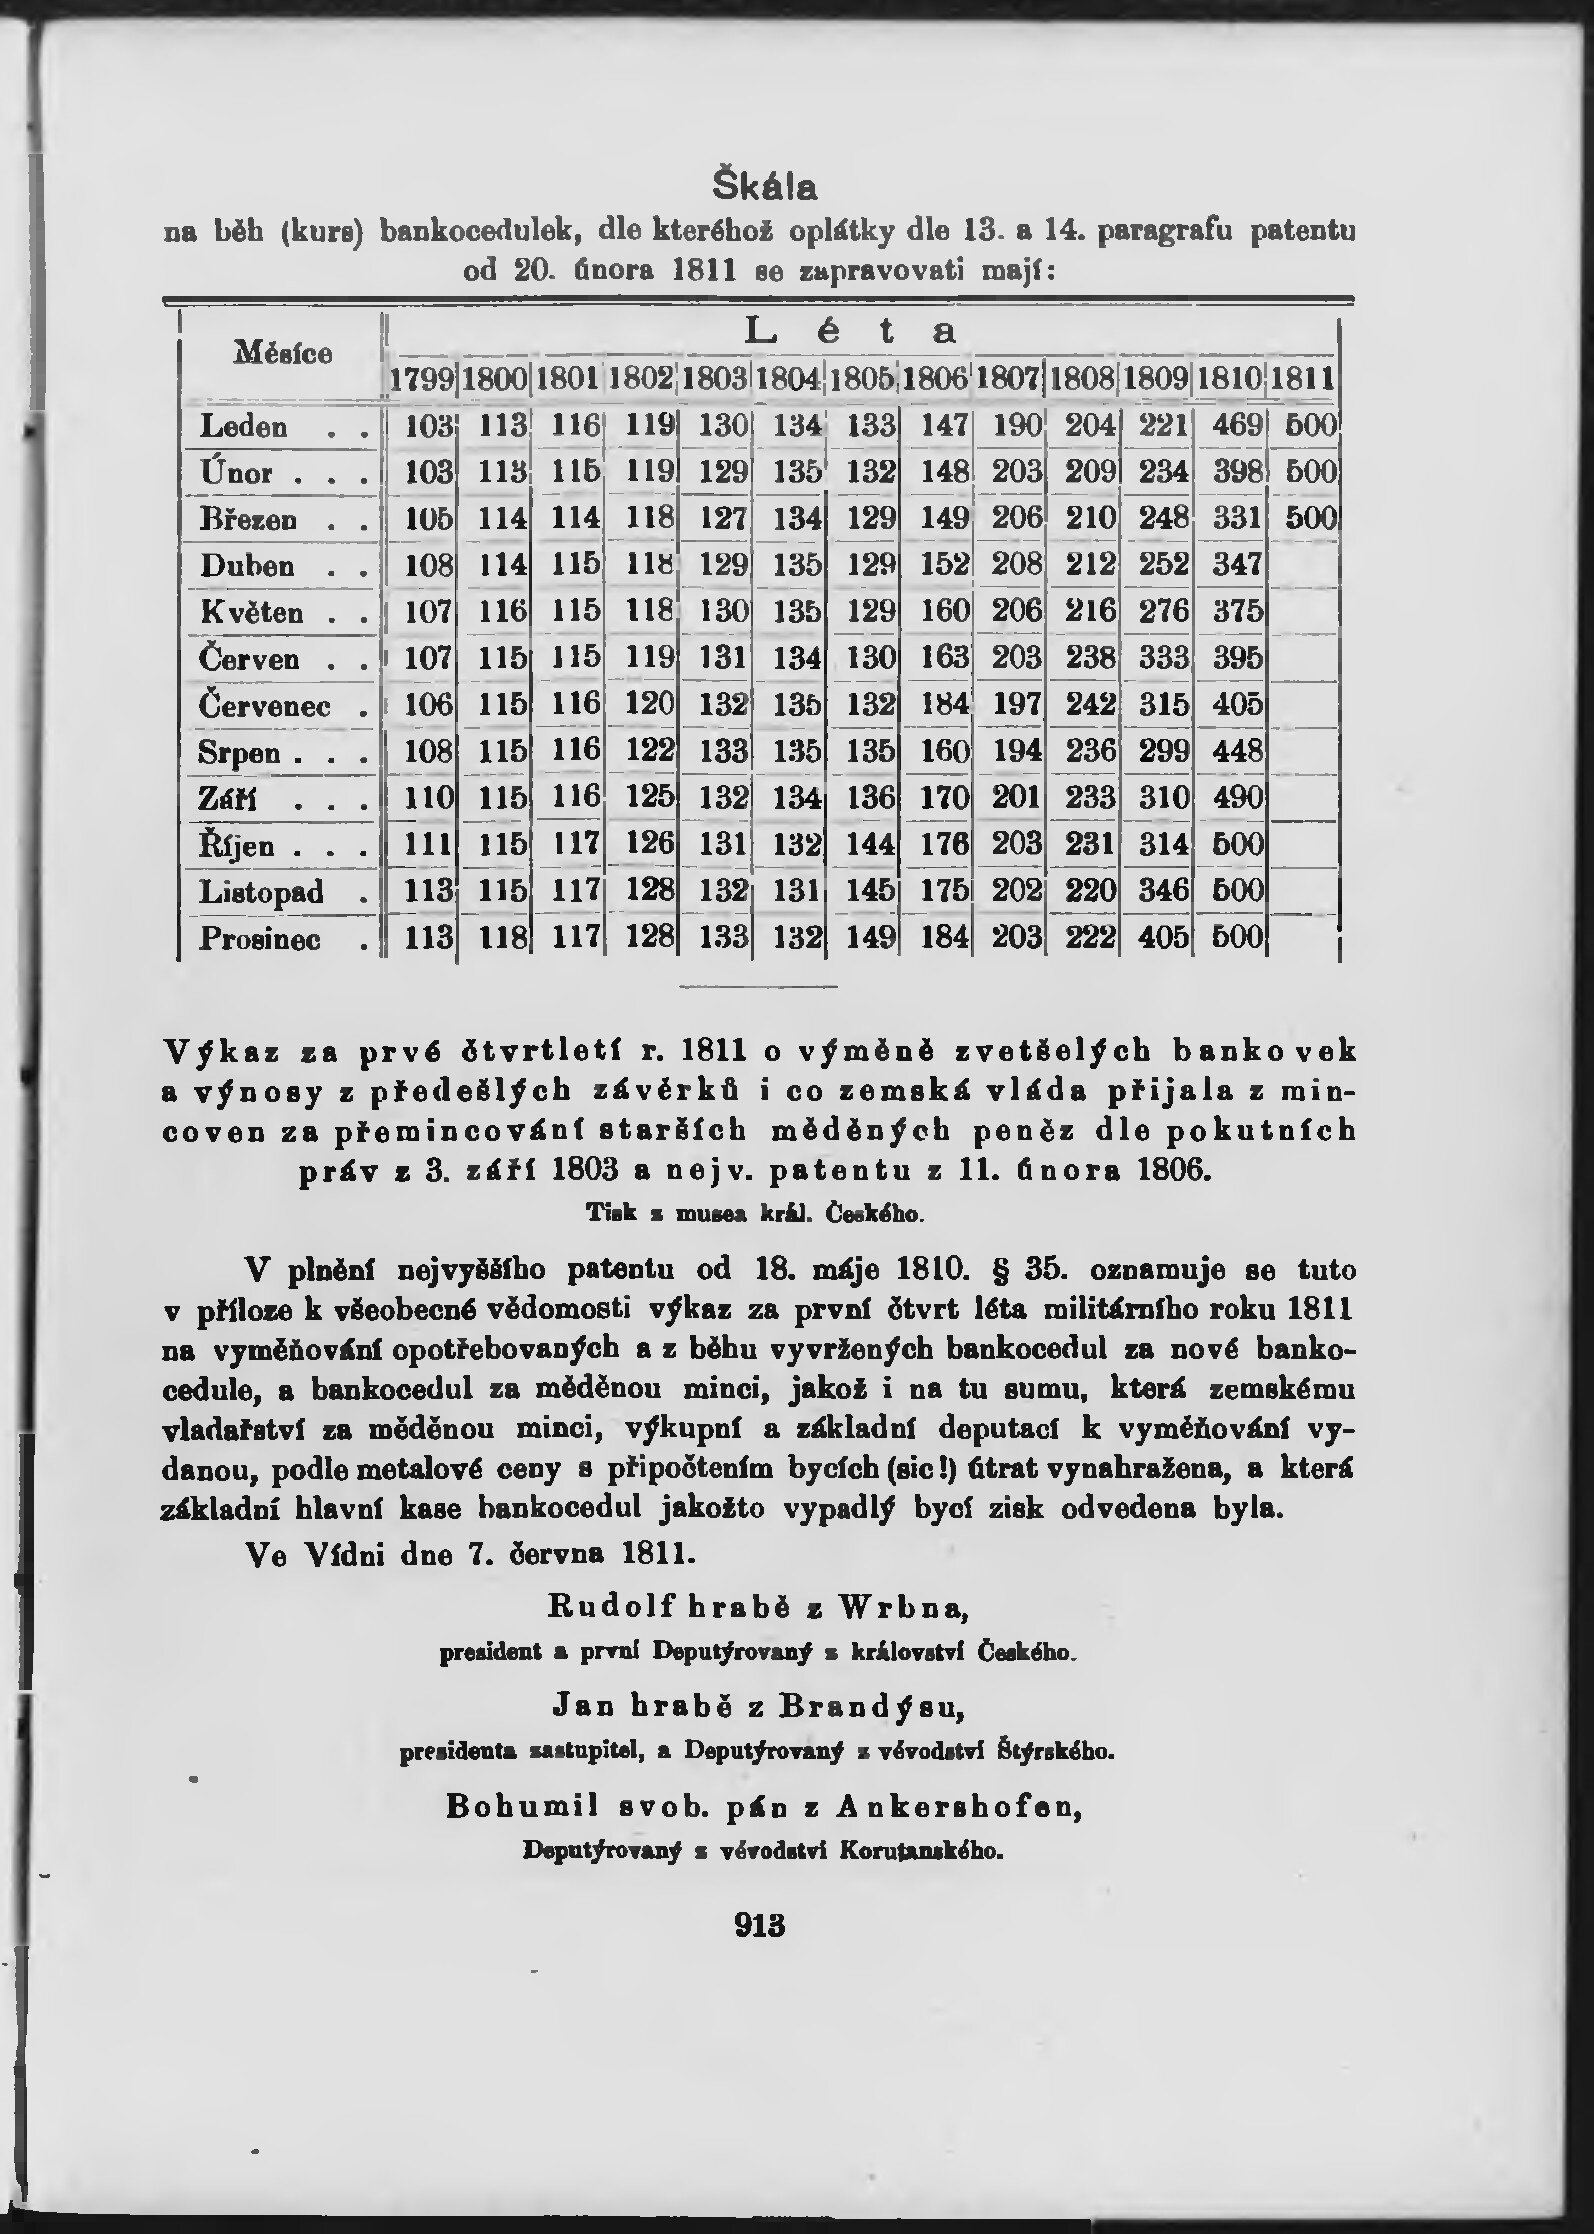 Škála
na běh (kurs) bankocedulek, dle kteréhož oplátky dle 13. a 14. paragrafu patentu
od 20. února 1811 se zapravovati mají:
Měsíce
Léta
1799 1800 1801 1802 1803 1804 1805 1806 1807 1808 1809 1810 1811
Leden . . 103 113 116 119 130 134 133 147 190 204 221 469 500
Únor . . . 103 113 115 119 129 135 132 148 203 209 234 398 500
Březen . . 105 114 114 118 127 134 129 149 206 210 248 331 500
Duben . . 108 114 115 118 129 135 129 152 208 212 252 347
Květen . . 107 116 115 118 130 135 129 160 206 216 276 375
Červen . . 107 115 115 119 131 134 130 163 203 238 333 395
Červenec . 106 115 116 120 132 135 132 184 197 242 315 405
Srpen . . . 108 115 116 122 133 135 135 160 194 236 299 448
Září . . . 110 115 116 125 132 134 136 170 201 233 310 490
Říjen . . . 111 115 117 126 131 132 144 176 203 231 314 500
Listopad . 113 115 117 128 132 131 145 175 202 220 346 500
Prosinec . 113 118 117 128 133 132 149 184 203 222 405 500
Výkaz za prvé čtvrtletí r. 1811 o výměně zvetšelých bankovek
a výnosy z předešlých závěrků i co zemská vláda přijala z min-
coven za přemincování starších měděných peněz dle pokutních
práv z 3. září 1803 a nejv. patentu z 11. února 1806.
Tisk z musea král. Českého.
V plnění nejvyššího patentu od 18. máje 1810. § 35. oznamuje se tuto
v příloze k všeobecné vědomosti výkaz za první čtvrt léta militárního roku 1811
na vyměňování opotřebovaných a z běhu vyvržených bankocedul za nové banko-
cedule, a bankocedul za měděnou minci, jakož i na tu sumu, která zemskému
vladařství za měděnou minci, výkupní a základní deputací k vyměňování vy-
danou, podle metalové ceny s připočtením bycích (sic!) útrat vynahražena, a která
základní hlavní kase bankocedul jakožto vypadlý bycí zisk odvedena byla.
Ve Vídni dne 7. června 1811.
Rudolf hrabě z Wrbna,
president a první Deputýrovaný z království Českého.
Jan hrabě z Brandýsu,
presidenta zastupitel, a Deputýrovaný z vévodství Štýrského.
Bohumil svob. pán z Ankershofen,
Deputýrovaný z vévodství Korutanského.
913